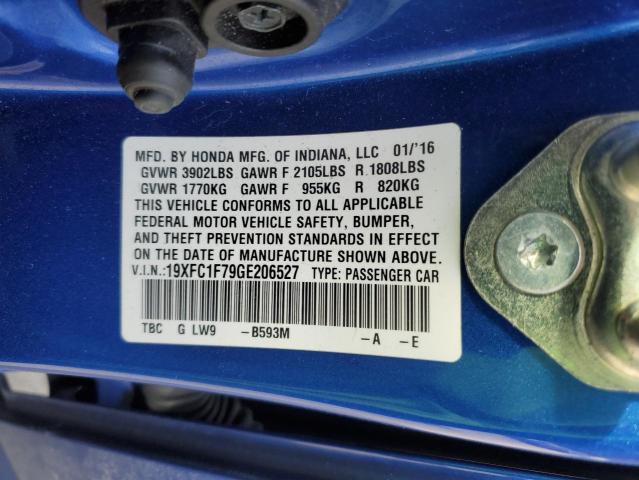 MFD. BY HONDA MFG. OF INDIANA, LLC 01/'16
GVWR 3902LBS GAWR F 2105LBS R 1808LBS
GVWR 1770KG GAWR F 955KG R 820KG
THIS VEHICLE CONFORMS TO ALL APPLICABLE
FEDERAL MOTOR VEHICLE SAFETY, BUMPER,
AND THEFT PREVENTION STANDARDS IN EFFECT
ON THE DATE OF MANUFACTURE SHOWN ABOVE.
V.I.N.:19XFC1F79GE206527 TYPE: PASSENGER CAR
TBC G LW9 -B593M -A -E